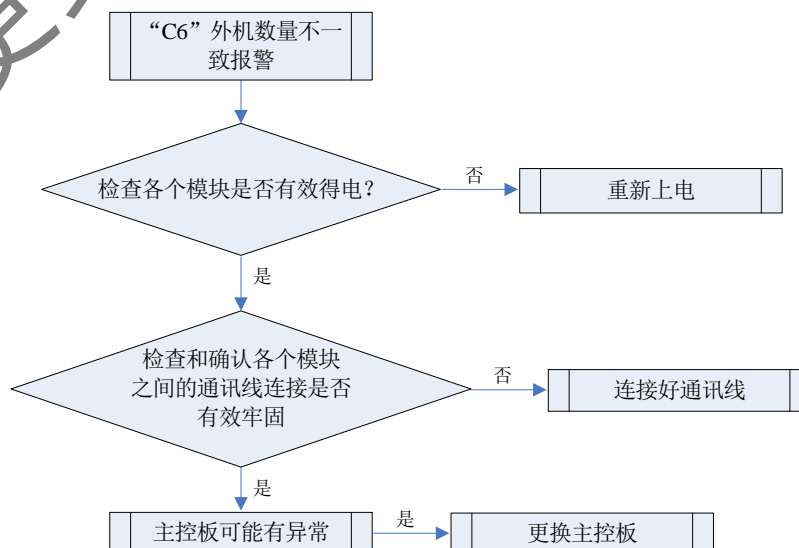 “C6”外机数量不一
致报警
检查各个模块是否有效得电？
否
重新上电
是
检查和确认各个模块
之间的通讯线连接是否
有效牢固
否
连接好通讯线
是
主控板可能有异常
是
更换主控板